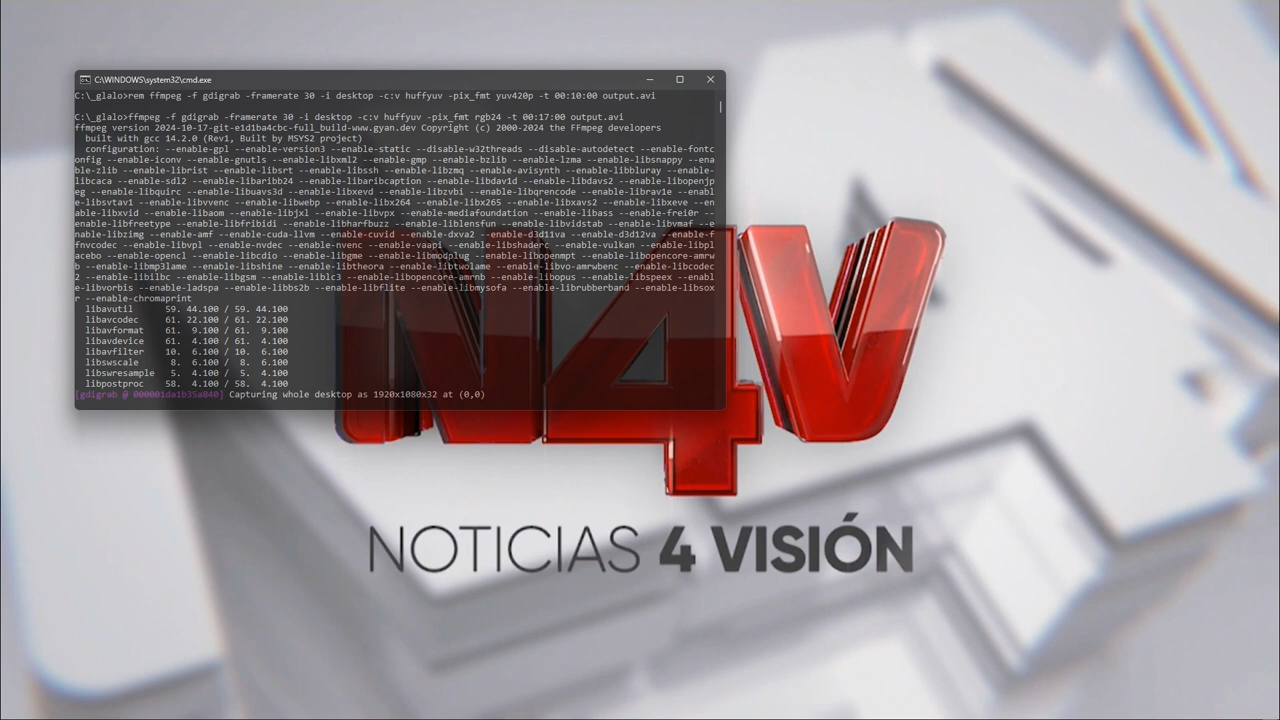 C:\WINDOWS\system32\cmd.exe
C:\_glalo>rem ffmpeg -f gdigrab -framerate 30 -i desktop -c:v huffyuv -pix_fmt yuv420p -t 00:10:00 output.avi
C:\_glalo>ffmpeg -f gdigrab -framerate 30 -i desktop -c:v huffyuv -pix_fmt rgb24 -t 00:17:00 output.avi
ffmpeg version 2024-10-17-git-e1d1ba4cbc-full_build-www.gyan.dev Copyright (c) 2000-2024 the FFmpeg developers
built with gcc 14.2.0 (Rev1, Built by MSYS2 project)
configuration: --enable-gpl --enable-version3 --enable-static --disable-w32threads --disable-autodetect --enable-fontc
onfig --enable-iconv --enable-gnutls --enable-libxml2 --enable-gmp --enable-bzlib --enable-lzma --enable-libsnappy --ena
ble-zlib --enable-librist --enable-libsrt --enable-libssh --enable-libzmq --enable-avisynth --enable-libbluray --enable-
libcaca --enable-sdl2 --enable-libaribb24 --enable-libaribcaption --enable-libdav1d --enable-libdavs2 --enable-libopenjp
eg --enable-libquirc --enable-libuavs3d --enable-libxevd --enable-libzvbi --enable-libqrencode --enable-librav1e --enabl
e-libsvtav1 --enable-libvvenc --enable-libwebp --enable-libx264 --enable-libx265 --enable-libxavs2 --enable-libxeve --en
able-libxvid --enable-libaom --enable-libjxl --enable-libvpx --enable-mediafoundation --enable-libass --enable-frei0r --
enable-libfreetype --enable-libfribidi --enable-libharfbuzz --enable-liblensfun --enable-libvidstab --enable-libvmaf --e
nable-libzimg --enable-amf --enable-cuda-llvm --enable-cuvid --enable-dxva2 --enable-d3d11va --enable-d3d12va --enable-f
fnvcodec --enable-libvpl --enable-nvdec --enable-nvenc --enable-vaapi --enable-libshaderc --enable-vulkan --enable-libpl
acebo --enable-opencl --enable-libcdio --enable-libgme --enable-libmodplug --enable-libopenmpt --enable-libopencore-amrw
b --enable-libmp3lame --enable-libshine --enable-libtheora --enable-libtwolame --enable-libvo-amrwbenc --enable-libcodec
2 --enable-libilbc --enable-libgsm --enable-liblc3 --enable-libopencore-amrnb --enable-libopus --enable-libspeex --enabl
e-libvorbis --enable-ladspa --enable-libbs2b --enable-libflite --enable-libmysofa --enable-librubberband --enable-libsox
r --enable-chromaprint
libavutil 59. 44.100 / 59. 44.100
libavcodec 61. 22.100 / 61. 22.100
libavformat 61. 9.100 / 61. 9.100
libavdevice 61. 4.100 / 61. 4.100
libavfilter 10. 6.100 / 10. 6.100
libswscale 8. 6.100 / 8. 6.100
libswresample 5. 4.100 / 5. 4.100
libpostproc 58. 4.100 / 58. 4.100
[gdigrab @ 000001da1b35a840] Capturing whole desktop as 1920x1080x32 at (0,0)
N4V
NOTICIAS 4 VISIÓN